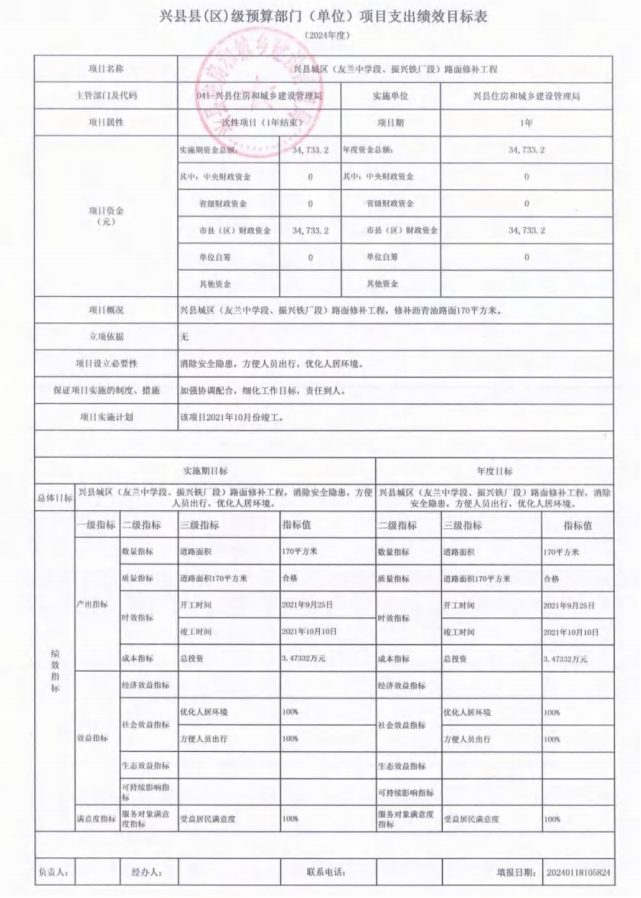 兴县县(区)级预算部门（单位）项目支出绩效目标表
（2024年度）
项目名称 兴县城区（友兰中学段、振兴铁厂段）路面修补工程
主管部门及代码 041-兴县住房和城乡建设管理局 实施单位 兴县住房和城乡建设管理局
项目属性 一次性项目（1年结束） 项目期 1年
项目资金（元） 实施期资金总额： 34,733.2 年度资金总额： 34,733.2
其中：中央财政资金 0 其中：中央财政资金 0
省级财政资金 0 省级财政资金 0
市县（区）财政资金 34,733.2 市县（区）财政资金 34,733.2
单位自筹 0 单位自筹 0
其他资金 其他资金
项目概况 兴县城区（友兰中学段、振兴铁厂段）路面修补工程，修补沥青油路面170平方米。
立项依据 无
项目设立必要性 消除安全隐患，方便人员出行，优化人居环境。
保证项目实施的制度、措施 加强协调配合，细化工作目标，责任到人。
项目实施计划 该项目2021年10月份竣工。
实施期目标 年度目标
总体目标 兴县城区（友兰中学段、振兴铁厂段）路面修补工程，消除安全隐患，方便人员出行，优化人居环境。 兴县城区（友兰中学段、振兴铁厂段）路面修补工程，消除安全隐患，方便人员出行，优化人居环境。
绩效指标 一级指标 二级指标 三级指标 指标值 二级指标 三级指标 指标值
产出指标 数量指标 道路面积 170平方米 数量指标 道路面积 170平方米
质量指标 道路面积170平方米 合格 质量指标 道路面积170平方米 合格
时效指标 开工时间 2021年9月25日 时效指标 开工时间 2021年9月25日
竣工时间 2021年10月10日 竣工时间 2021年10月10日
成本指标 总投资 3.47332万元 成本指标 总投资 3.47332万元
效益指标 经济效益指标 经济效益指标
社会效益指标 优化人居环境 100% 社会效益指标 优化人居环境 100%
方便人员出行 100% 方便人员出行 100%
生态效益指标 生态效益指标
可持续影响指标 可持续影响指标
满意度指标 服务对象满意度指标 受益居民满意度 100% 服务对象满意度指标 受益居民满意度 100%
负责人： 经办人： 联系电话： 填报日期： 20240118105824